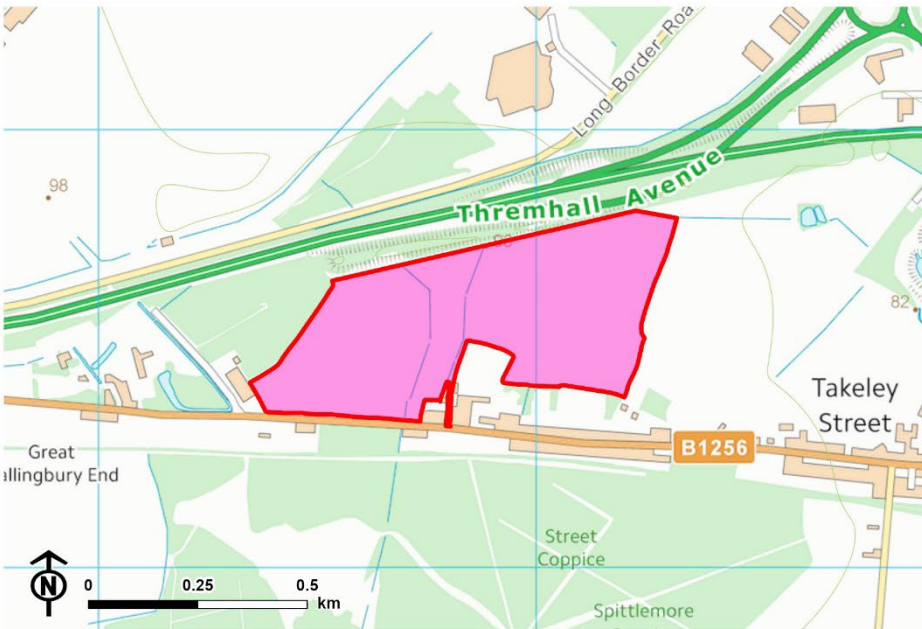 Long Border Roa
98
Thremhall Avenue
82
Takeley
Street
B1256
Great
allingbury End
Street
Coppice
Spittlemore
N
0 0.25 0.5
km